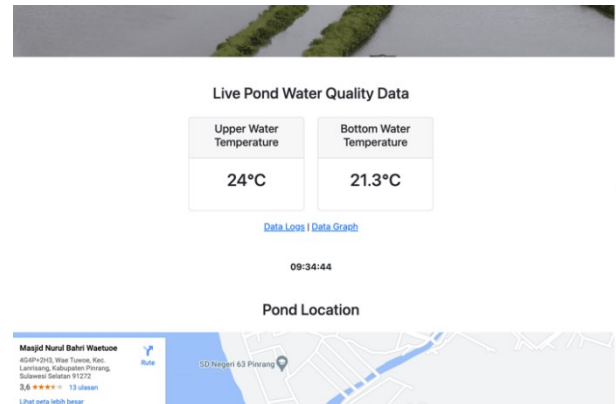 Live Pond Water Quality Data
Upper Water
Temperature
Bottom Water
Temperature
24°C
21.3°C
Data Logs | Data Graph
09:34:44
Pond Location
Masjid Nurul Bahri Waetuoe
4G4P+2H3, Wae Tuwoe, Kec.
Lanrisang, Kabupaten Pinrang,
Sulawesi Selatan 91272
3,6 ★★★★★ 13 ulasan
Lihat peta lebih besar
Rute
SD Negeri 63 Pinrang